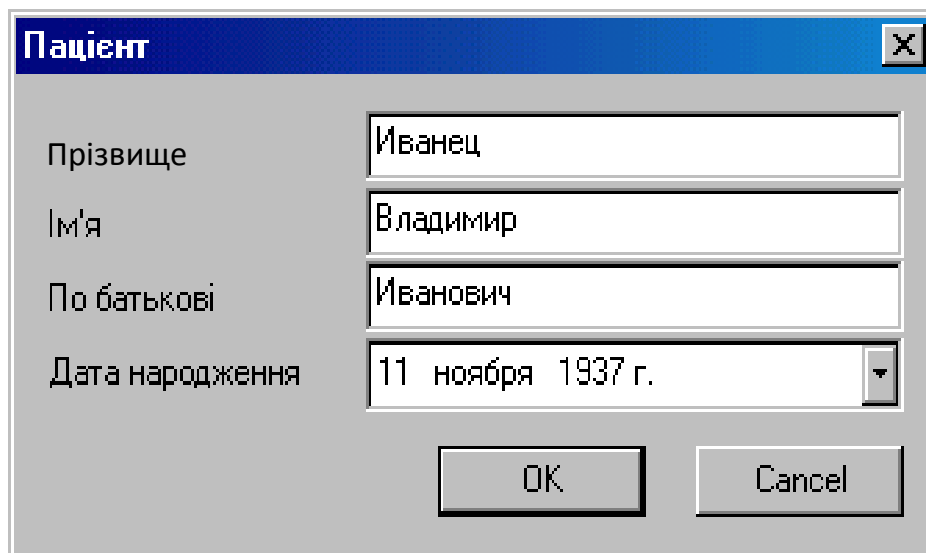 Пацієнт
Прізвище Иванец
Ім'я Владимир
По батькові Иванович
Дата народження 11 ноября 1937 г.
OK Cancel